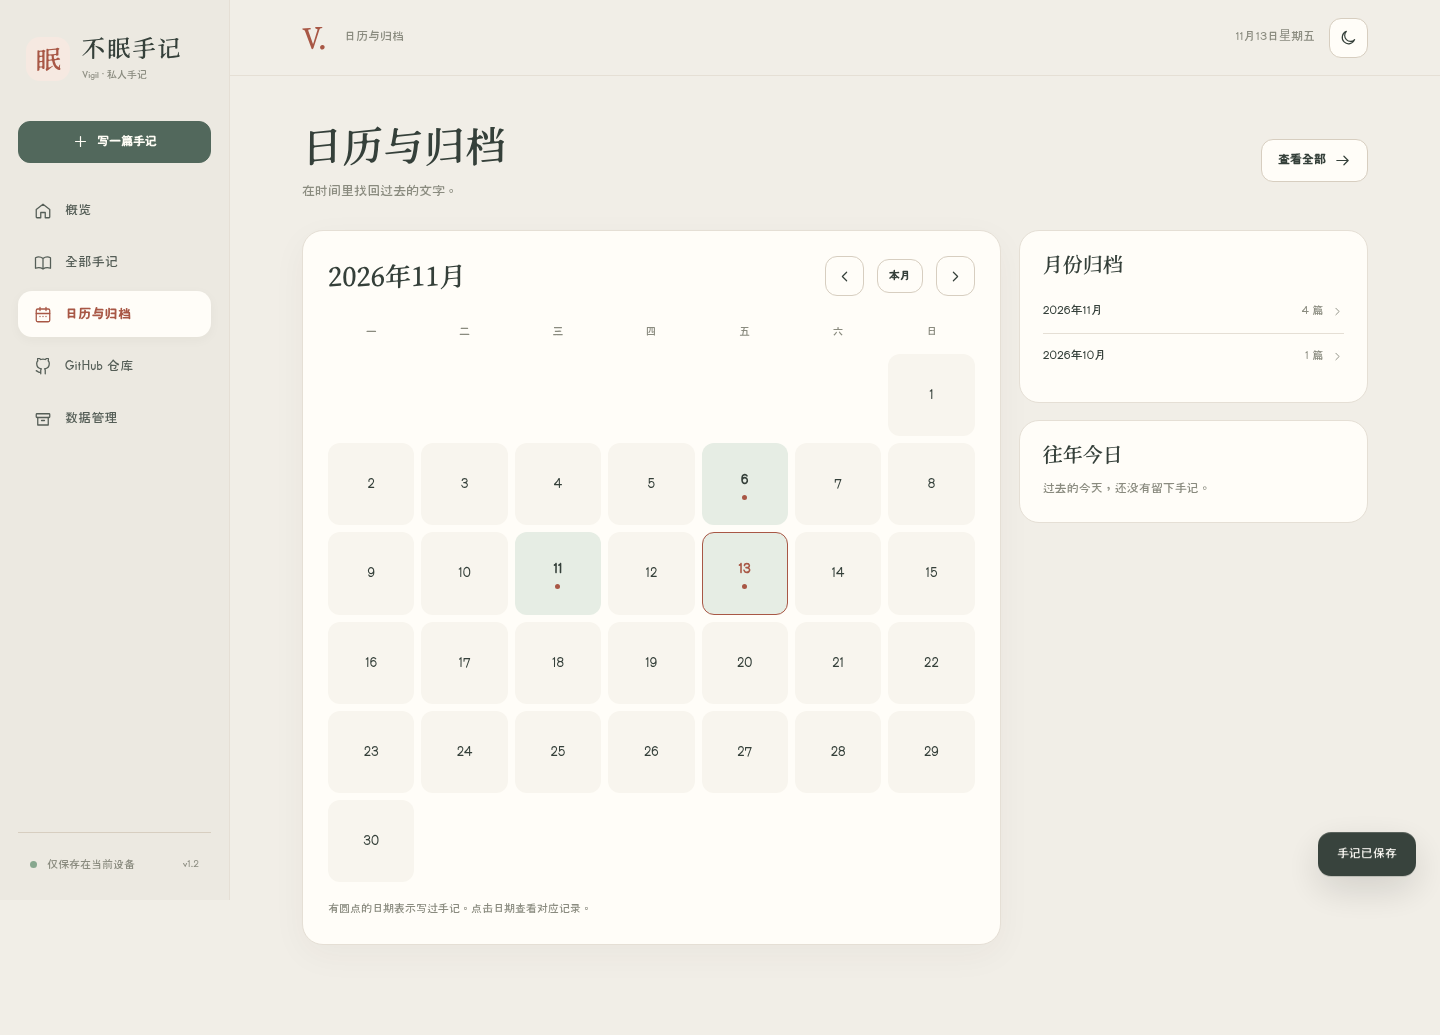 眠
不眠手记
Vigil · 私人手记
写一篇手记
概览
全部手记
日历与归档
GitHub 仓库
数据管理
仅保存在当前设备
v1.2
V.
日历与归档
11月13日星期五
日历与归档
在时间里找回过去的文字。
查看全部
2026年11月
本月
一 二 三 四 五 六 日
1
2 3 4 5 6 7 8
9 10 11 12 13 14 15
16 17 18 19 20 21 22
23 24 25 26 27 28 29
30
有圆点的日期表示写过手记。点击日期查看对应记录。
月份归档
2026年11月 4 篇
2026年10月 1 篇
往年今日
过去的今天，还没有留下手记。
手记已保存